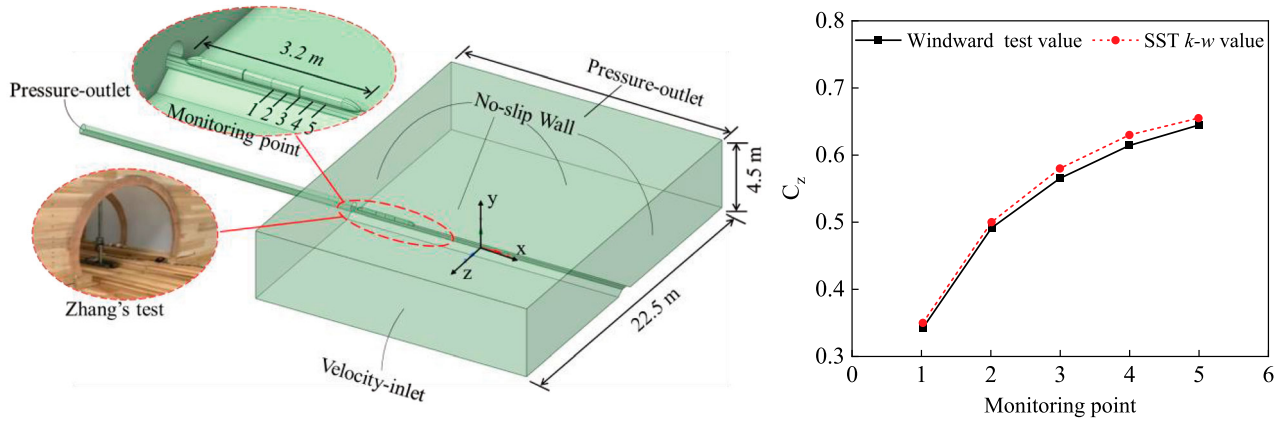 3.2 m
Pressure-outlet
1 2 3 4 5
Monitoring point
Pressure-outlet
No-slip Wall
4.5 m
y
x
z
22.5 m
Zhang's test
Velocity-inlet
0.8
0.7
0.6
0.5
0.4
0.3
C_z
Windward test value
SST k-w value
0 1 2 3 4 5 6
Monitoring point